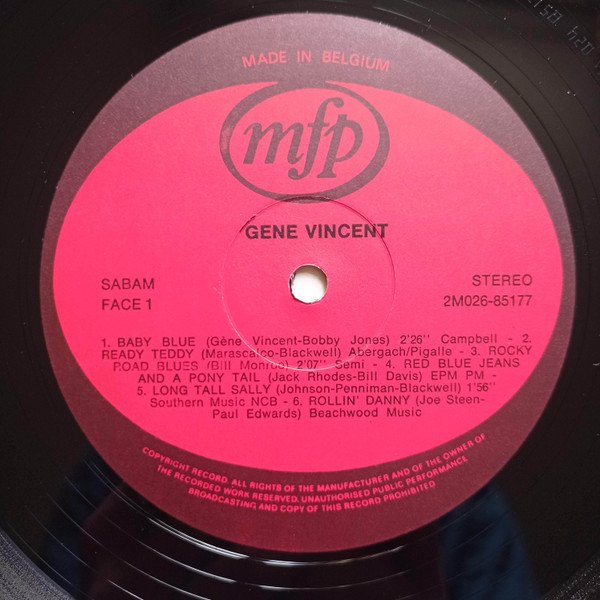 MADE IN BELGIUM
mfp
GENE VINCENT
SABAM
FACE 1
STEREO
2M026-85177
1. BABY BLUE (Gène Vincent-Bobby Jones) 2'26" Campbell - 2.
READY TEDDY (Marascalco-Blackwell) Abergach/Pigalle - 3. ROCKY
ROAD BLUES (Bill Monroe) 2'07" Semi - 4. RED BLUE JEANS
AND A PONY TAIL (Jack Rhodes-Bill Davis) EPM PM -
5. LONG TALL SALLY (Johnson-Penniman-Blackwell) 1'56"
Southern Music NCB - 6. ROLLIN' DANNY (Joe Steen-
Paul Edwards) Beachwood Music
COPYRIGHT RECORD. ALL RIGHTS OF THE MANUFACTURER AND OF THE OWNER OF
THE RECORDED WORK RESERVED. UNAUTHORISED PUBLIC PERFORMANCE
BROADCASTING AND COPY OF THIS RECORD PROHIBITED